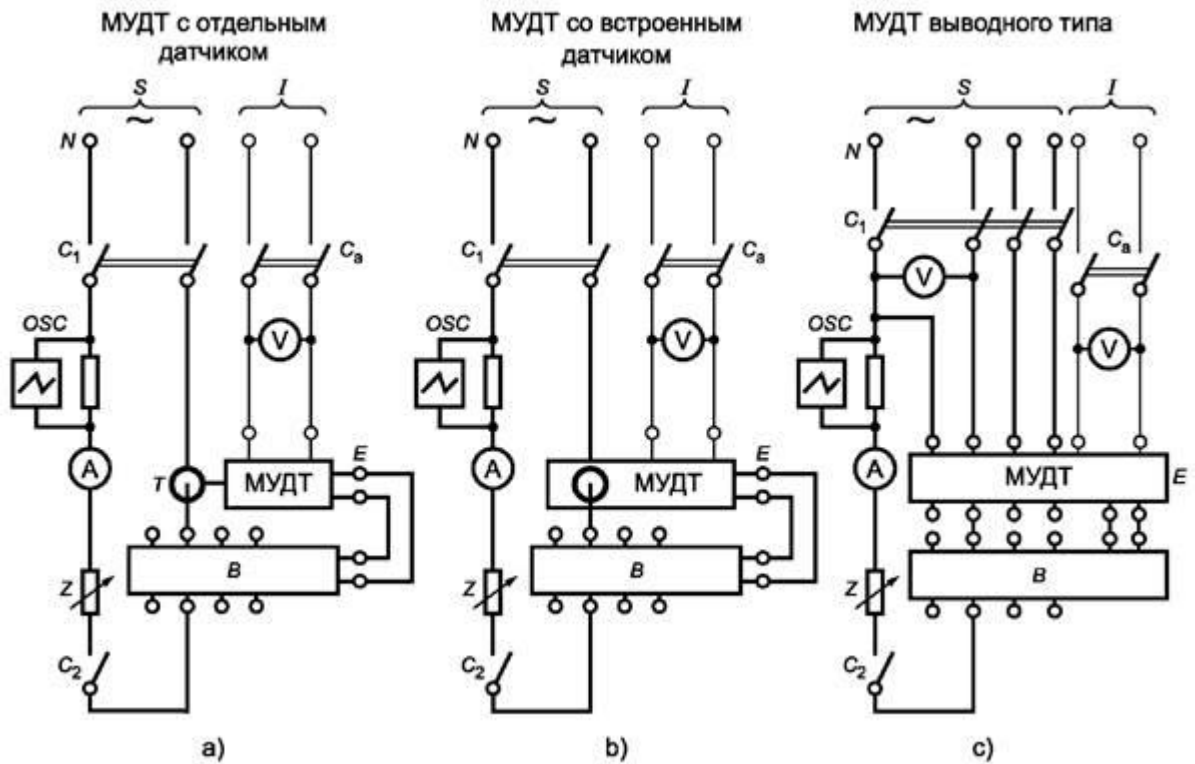 МУДТ с отдельным
датчиком
МУДТ со встроенным
датчиком
МУДТ выводного типа
S
I
S
I
S
I
~
~
~
N
N
N
C1
Ca
C1
Ca
C1
Ca
V
OSC
V
OSC
V
OSC
V
A
T
МУДТ
E
A
МУДТ
E
A
МУДТ
E
Z
B
Z
B
Z
B
C2
C2
C2
a)
b)
c)